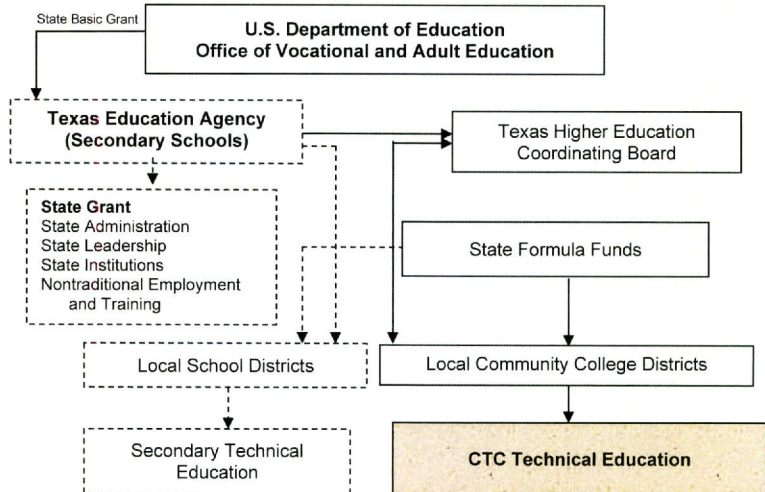 State Basic Grant
U.S. Department of Education
Office of Vocational and Adult Education
Texas Education Agency
(Secondary Schools)
Texas Higher Education
Coordinating Board
State Grant
State Administration
State Leadership
State Institutions
Nontraditional Employment
and Training
State Formula Funds
Local School Districts
Local Community College Districts
Secondary Technical
Education
CTC Technical Education